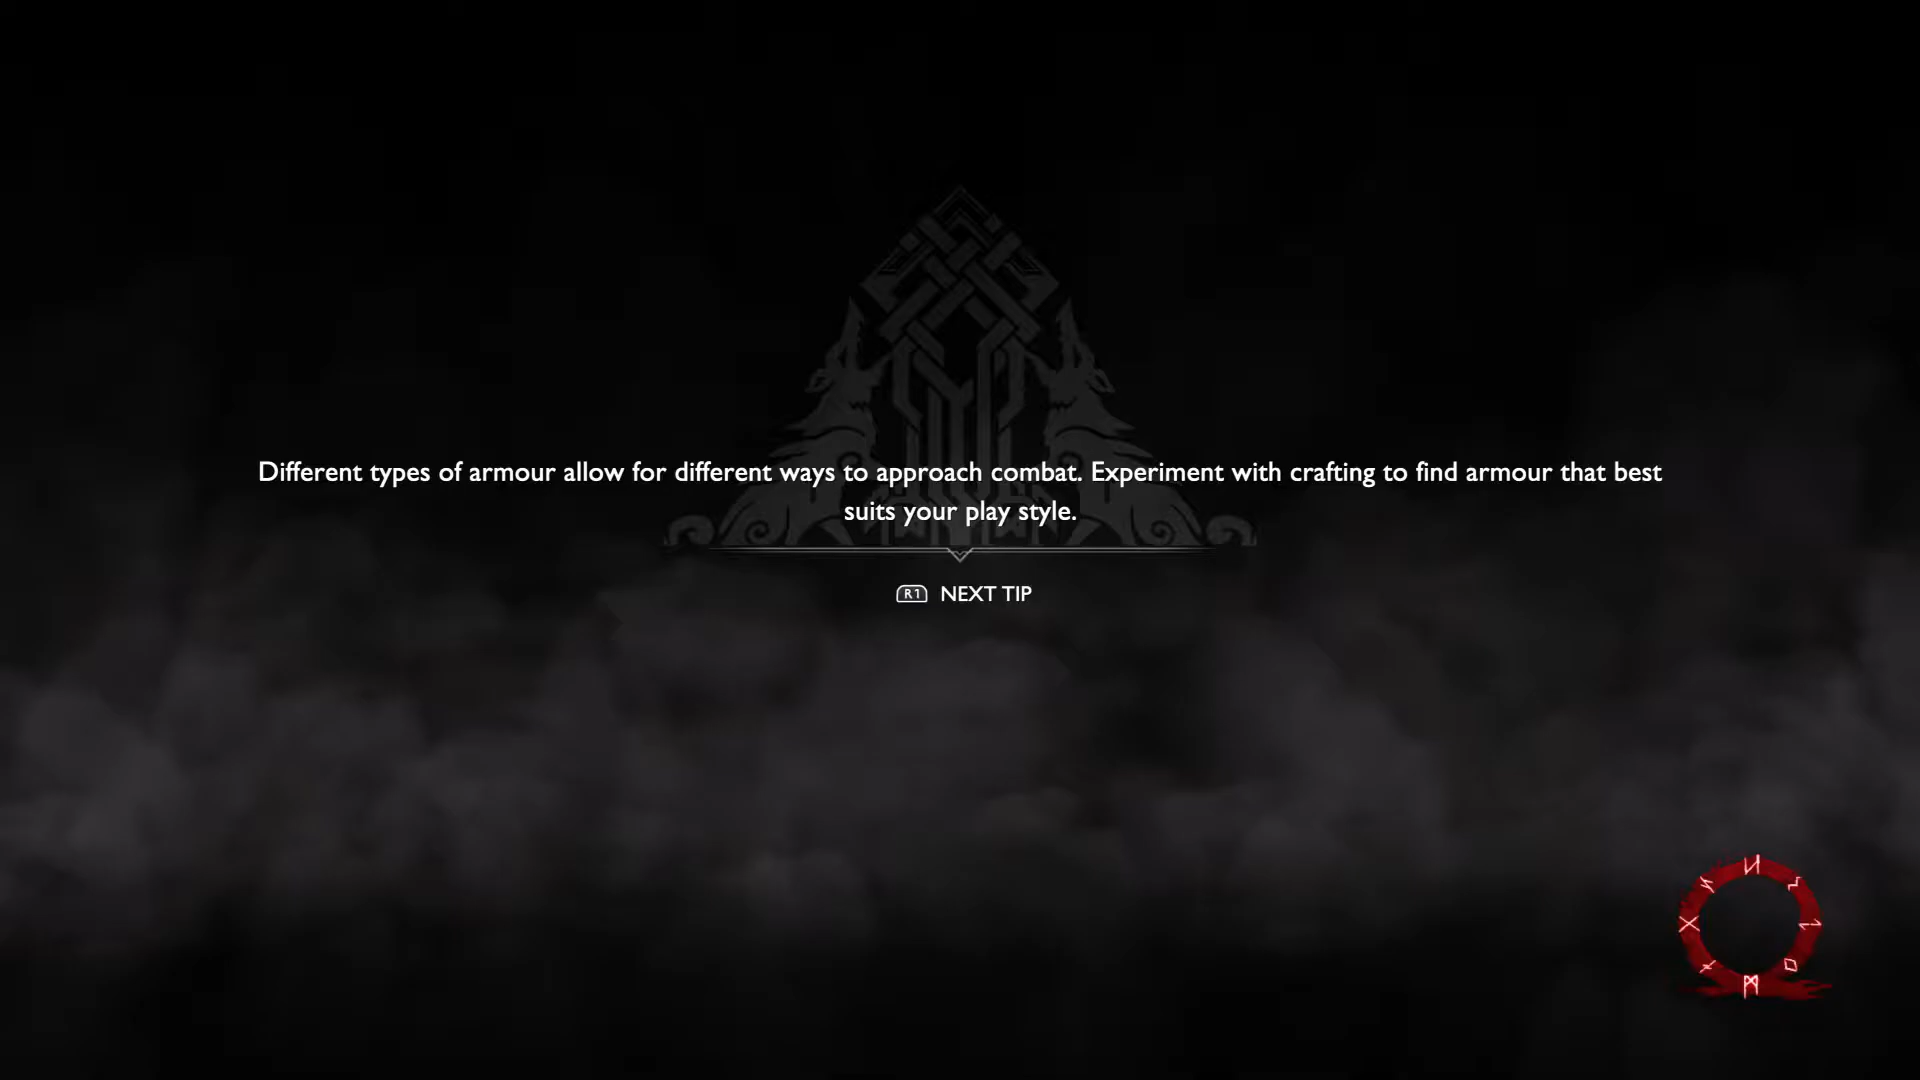 Different types of armour allow for different ways to approach combat. Experiment with crafting to find armour that best
suits your play style.
R1 NEXT TIP